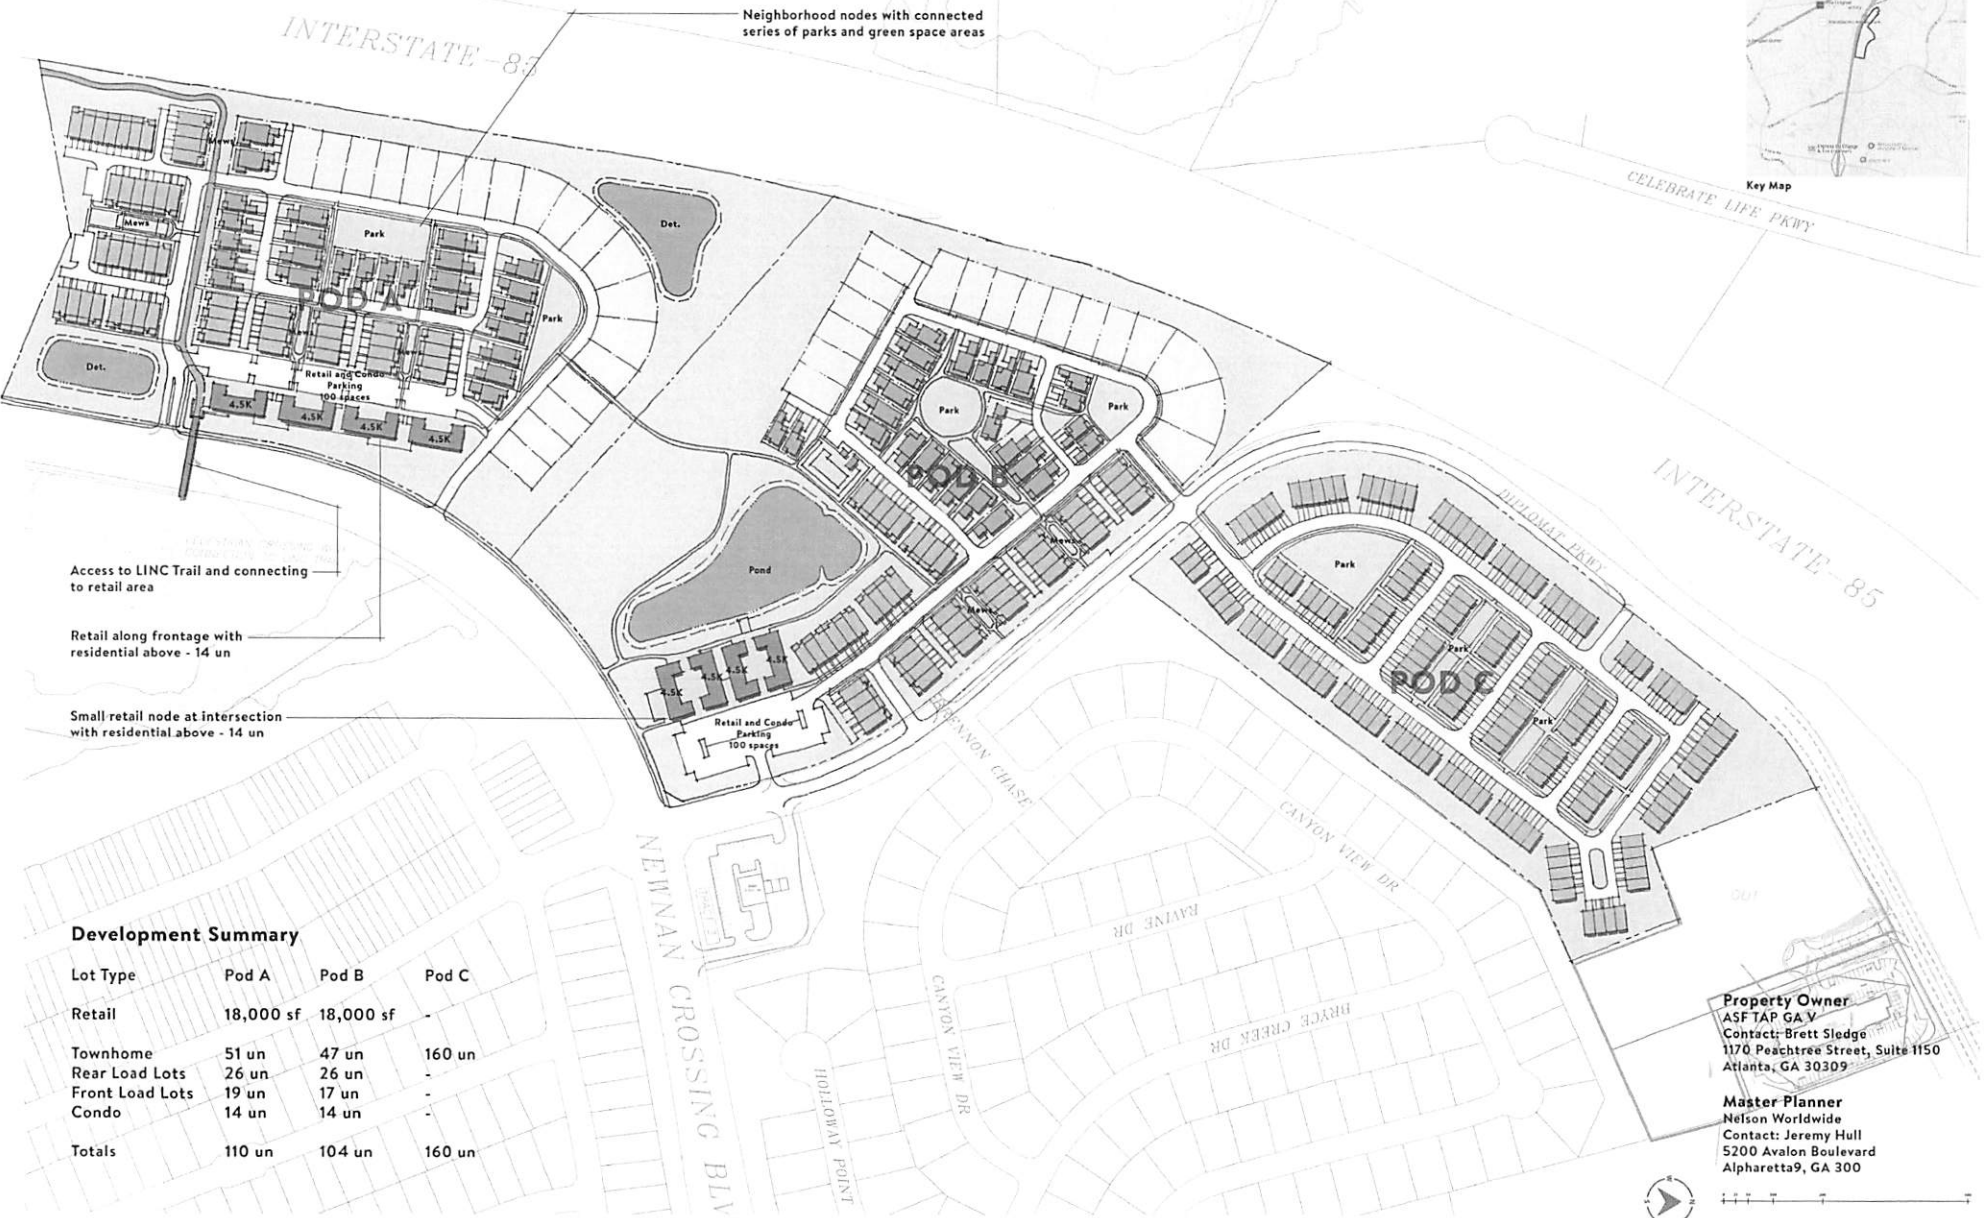 Neighborhood nodes with connected
series of parks and green space areas
INTERSTATE-85
Key Map
CELEBRATE LIFE PKWY
Mews
Mews
Park
Det.
POD A
Park
Mews
Mews
Det.
Retail and Condo
Parking
100 spaces
4.5K
4.5K
4.5K
4.5K
Park
Park
POD B
Mews
Mews
Pond
INTERSTATE-85
DIPLOMAT PKWY
Park
Park
POD C
Park
Access to LINC Trail and connecting
to retail area
Retail along frontage with
residential above - 14 un
Small retail node at intersection
with residential above - 14 un
4.5K
4.5K
4.5K
4.5K
Retail and Condo
Parking
100 spaces
CANYON VIEW DR
RAVINE DR
BRYCE CREEK DR
CANYON VIEW DR
HOLLOWAY POINT
NEWNAN CROSSING BLV
OUT
Development Summary
Lot Type Pod A Pod B Pod C
Retail 18,000 sf 18,000 sf -
Townhome 51 un 47 un 160 un
Rear Load Lots 26 un 26 un -
Front Load Lots 19 un 17 un -
Condo 14 un 14 un -
Totals 110 un 104 un 160 un
Property Owner
ASF TAP GA V
Contact: Brett Sledge
1170 Peachtree Street, Suite 1150
Atlanta, GA 30309
Master Planner
Nelson Worldwide
Contact: Jeremy Hull
5200 Avalon Boulevard
Alpharetta9, GA 300